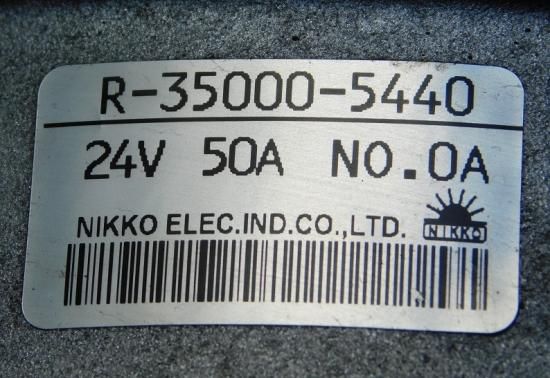 R-35000-5440
24V 50A NO.0A
NIKKO ELEC.IND.CO.,LTD.
NIKKO